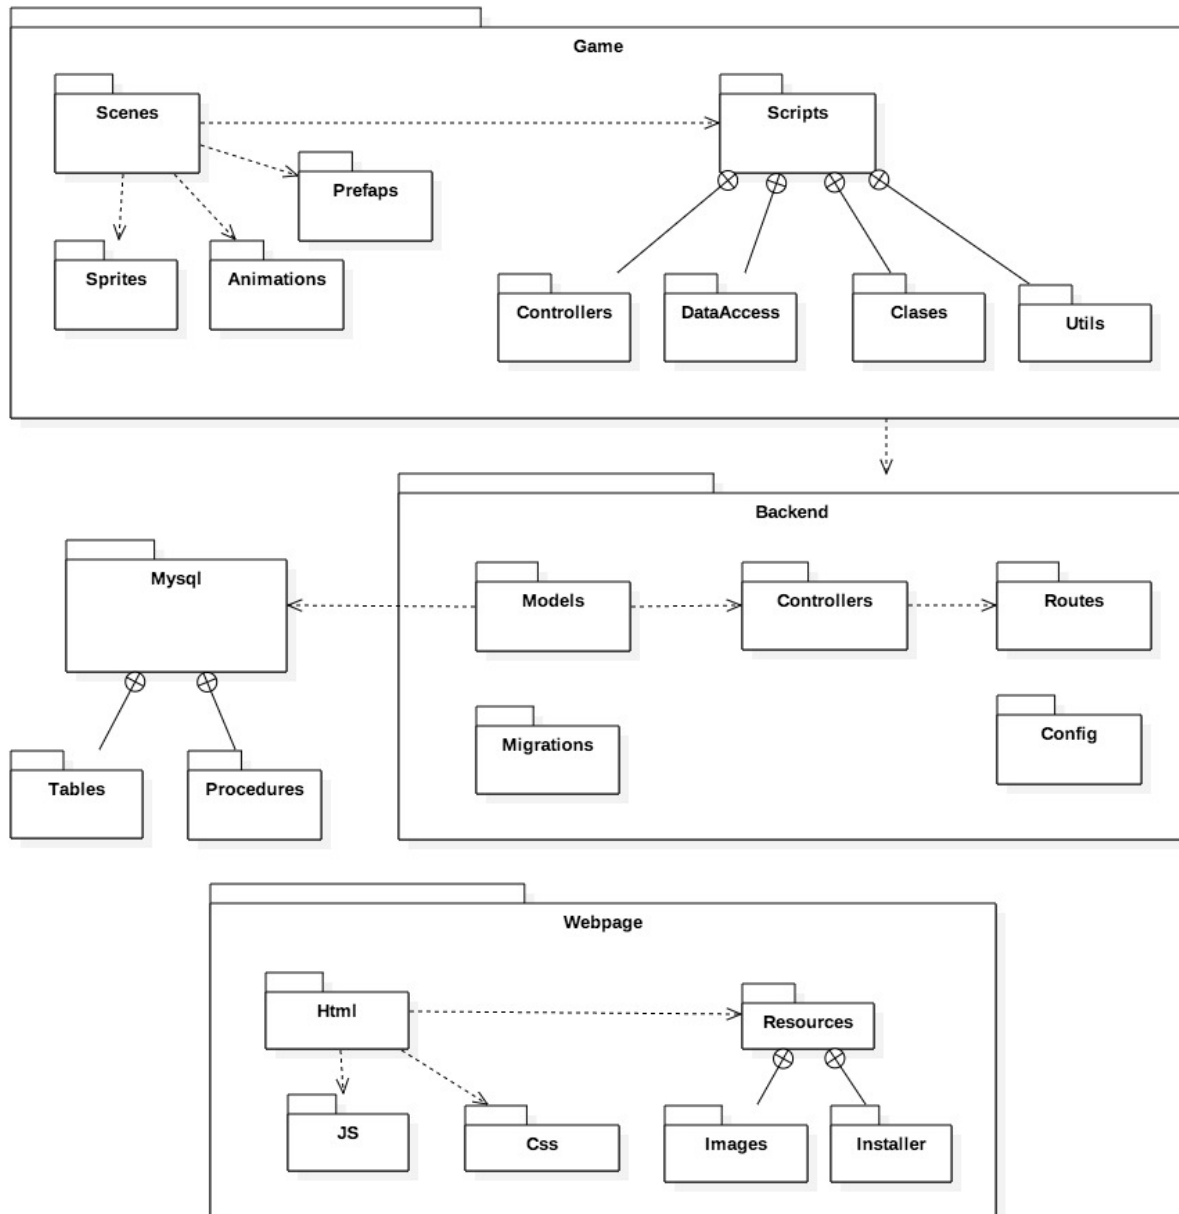 Game
Scenes
Scripts
Prefaps
Sprites
Animations
Controllers
DataAccess
Clases
Utils
Backend
Mysql
Models
Controllers
Routes
Migrations
Config
Tables
Procedures
Webpage
Html
Resources
JS
Css
Images
Installer